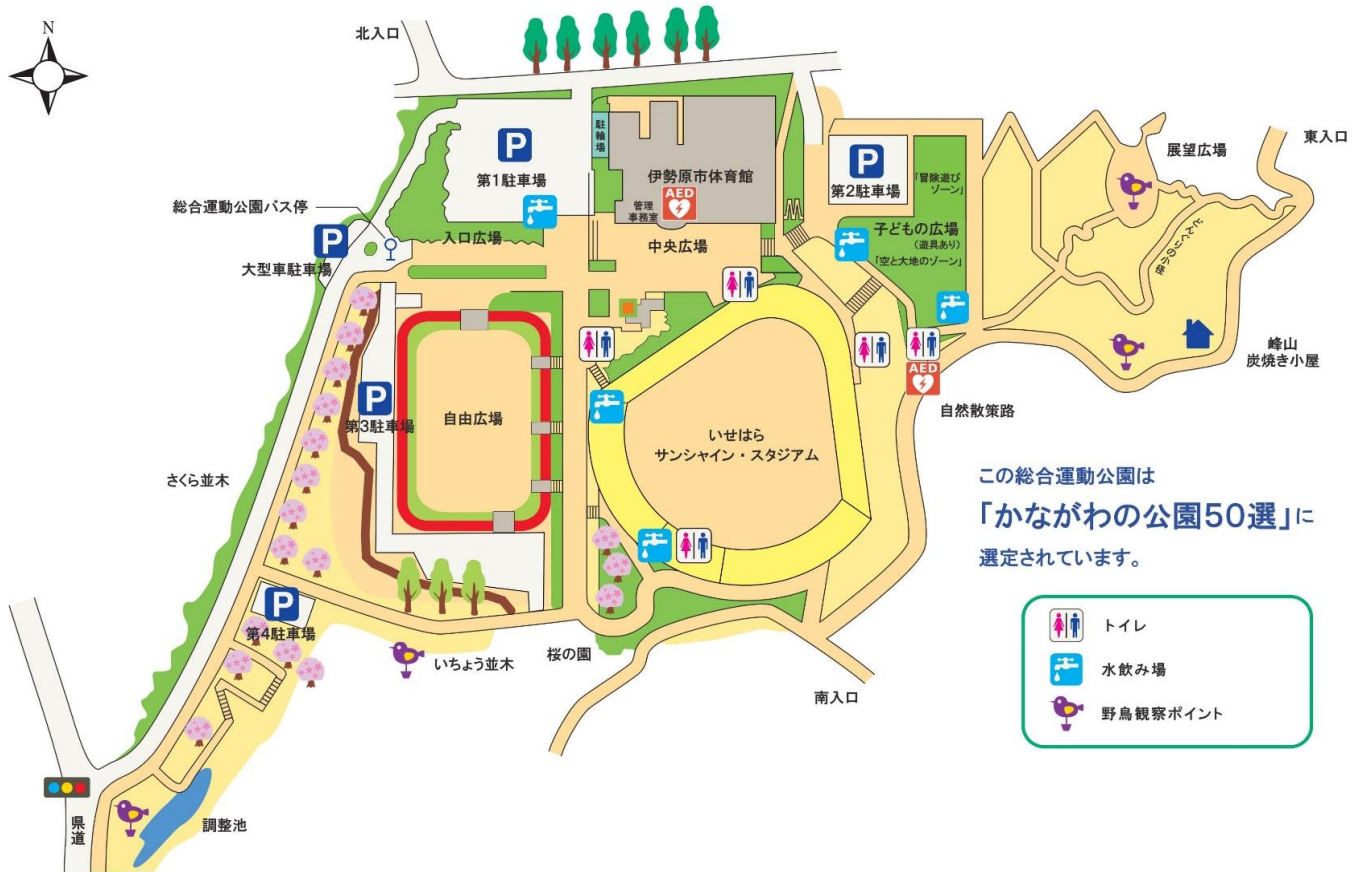 N
北入口
東入口
展望広場
駐輪場
P
第1駐車場
伊勢原市体育館
AED
管理
事務室
P
第2駐車場
「冒険遊び
ゾーン」
どんぐりの小径
総合運動公園バス停
P
大型車駐車場
入口広場
中央広場
子どもの広場
(遊具あり)
「空と大地のゾーン」
峰山
炭焼き小屋
AED
自然散策路
P
第3駐車場
自由広場
いせはら
サンシャイン・スタジアム
さくら並木
この総合運動公園は
「かながわの公園50選」に
選定されています。
P
第4駐車場
いちょう並木
桜の園
南入口
トイレ
水飲み場
野鳥観察ポイント
県道
調整池